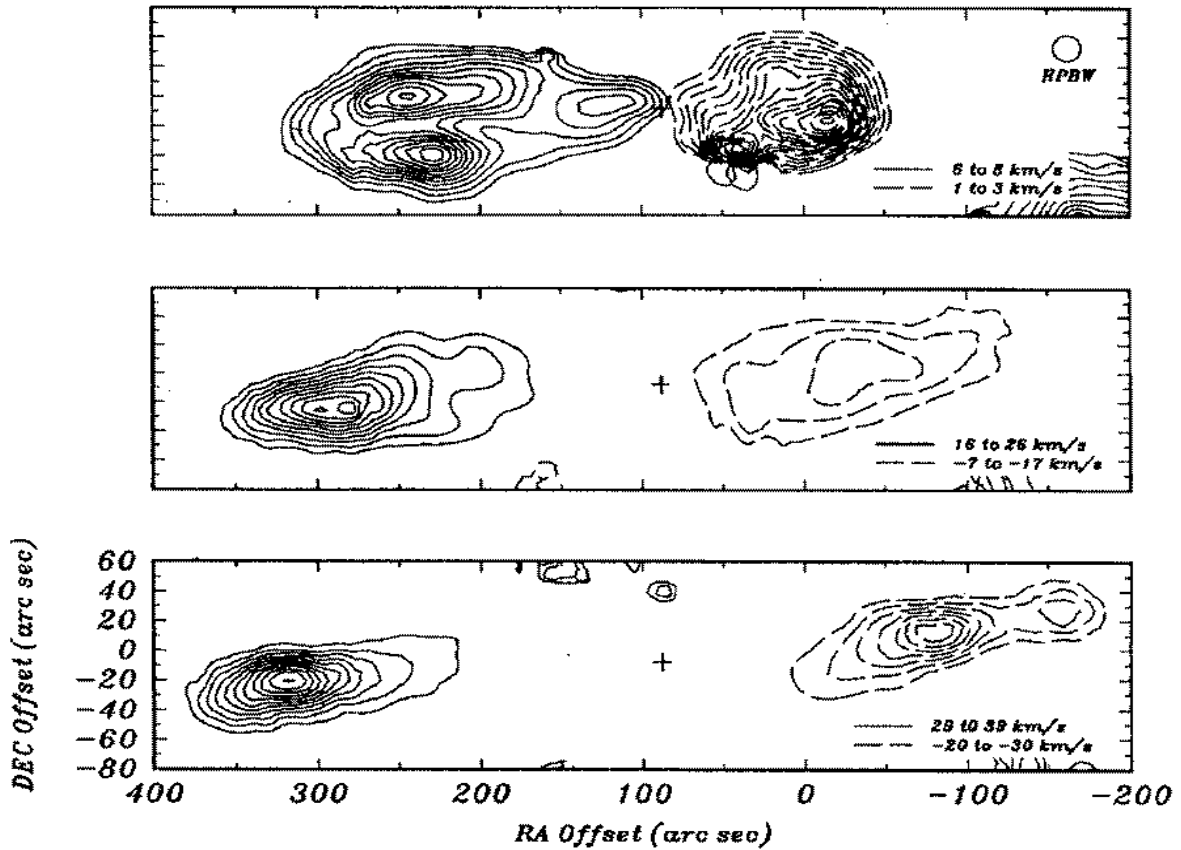 HPBW
6 to 8 km/s
1 to 3 km/s
16 to 26 km/s
-7 to -17 km/s
DEC Offset (arc sec)
60
40
20
0
-20
-40
-60
-80
29 to 39 km/s
-20 to -30 km/s
400 300 200 100 0 -100 -200
RA Offset (arc sec)